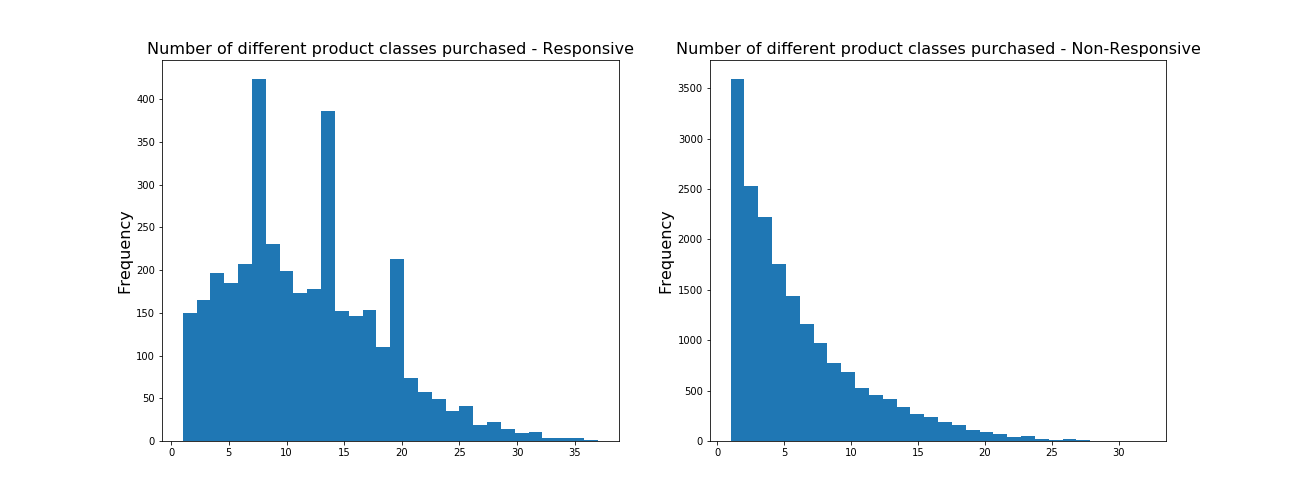 Number of different product classes purchased - Responsive
Frequency
400
350
300
250
200
150
100
50
0
0 5 10 15 20 25 30 35
Number of different product classes purchased - Non-Responsive
Frequency
3500
3000
2500
2000
1500
1000
500
0
0 5 10 15 20 25 30